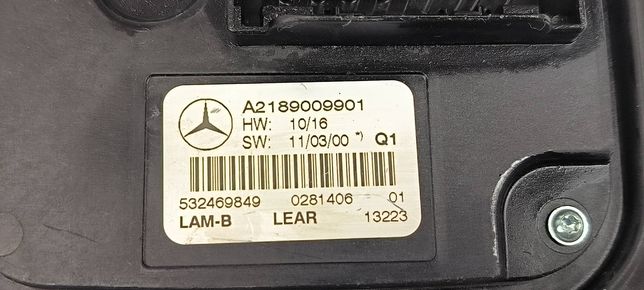 A2189009901
HW: 10/16
SW: 11/03/00 *) Q1
532469849 0281406 01
LAM-B LEAR 13223